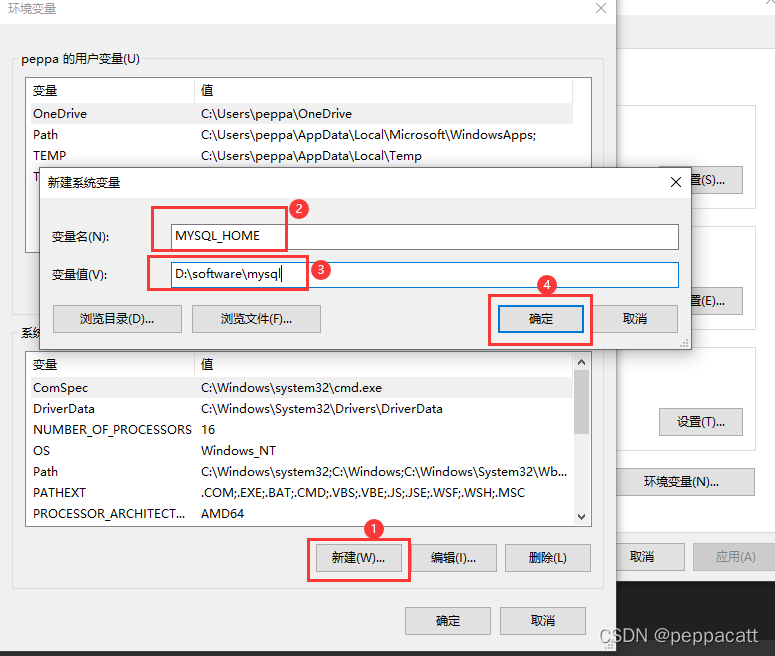 环境变量
peppa 的用户变量(U)
变量 值
OneDrive C:\Users\peppa\OneDrive
Path C:\Users\peppa\AppData\Local\Microsoft\WindowsApps;
TEMP C:\Users\peppa\AppData\Local\Temp
新建系统变量
置(S)...
2
变量名(N): MYSQL_HOME
变量值(V): D:\software\mysql
3
4
置(E)...
浏览目录(D)... 浏览文件(F)... 确定 取消
系统
变量 值
ComSpec C:\Windows\system32\cmd.exe
DriverData C:\Windows\System32\Drivers\DriverData
设置(T)...
NUMBER_OF_PROCESSORS 16
OS Windows_NT
Path C:\Windows\system32;C:\Windows;C:\Windows\System32\Wb...
环境变量(N)...
PATHEXT .COM;.EXE;.BAT;.CMD;.VBS;.VBE;.JS;.JSE;.WSF;.WSH;.MSC
PROCESSOR_ARCHITECT... AMD64
1
新建(W)... 编辑(I)... 删除(L) 取消 应用(A)
确定 取消
CSDN @peppacatt